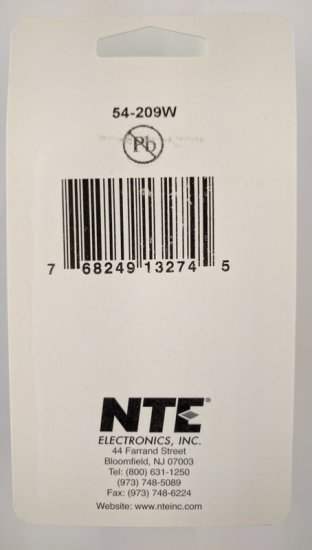 54-209W
Pb
7 68249 13274 5
NTE®
ELECTRONICS, INC.
44 Farrand Street
Bloomfield, NJ 07003
Tel: (800) 631-1250
(973) 748-5089
Fax: (973) 748-6224
Website: www.nteinc.com